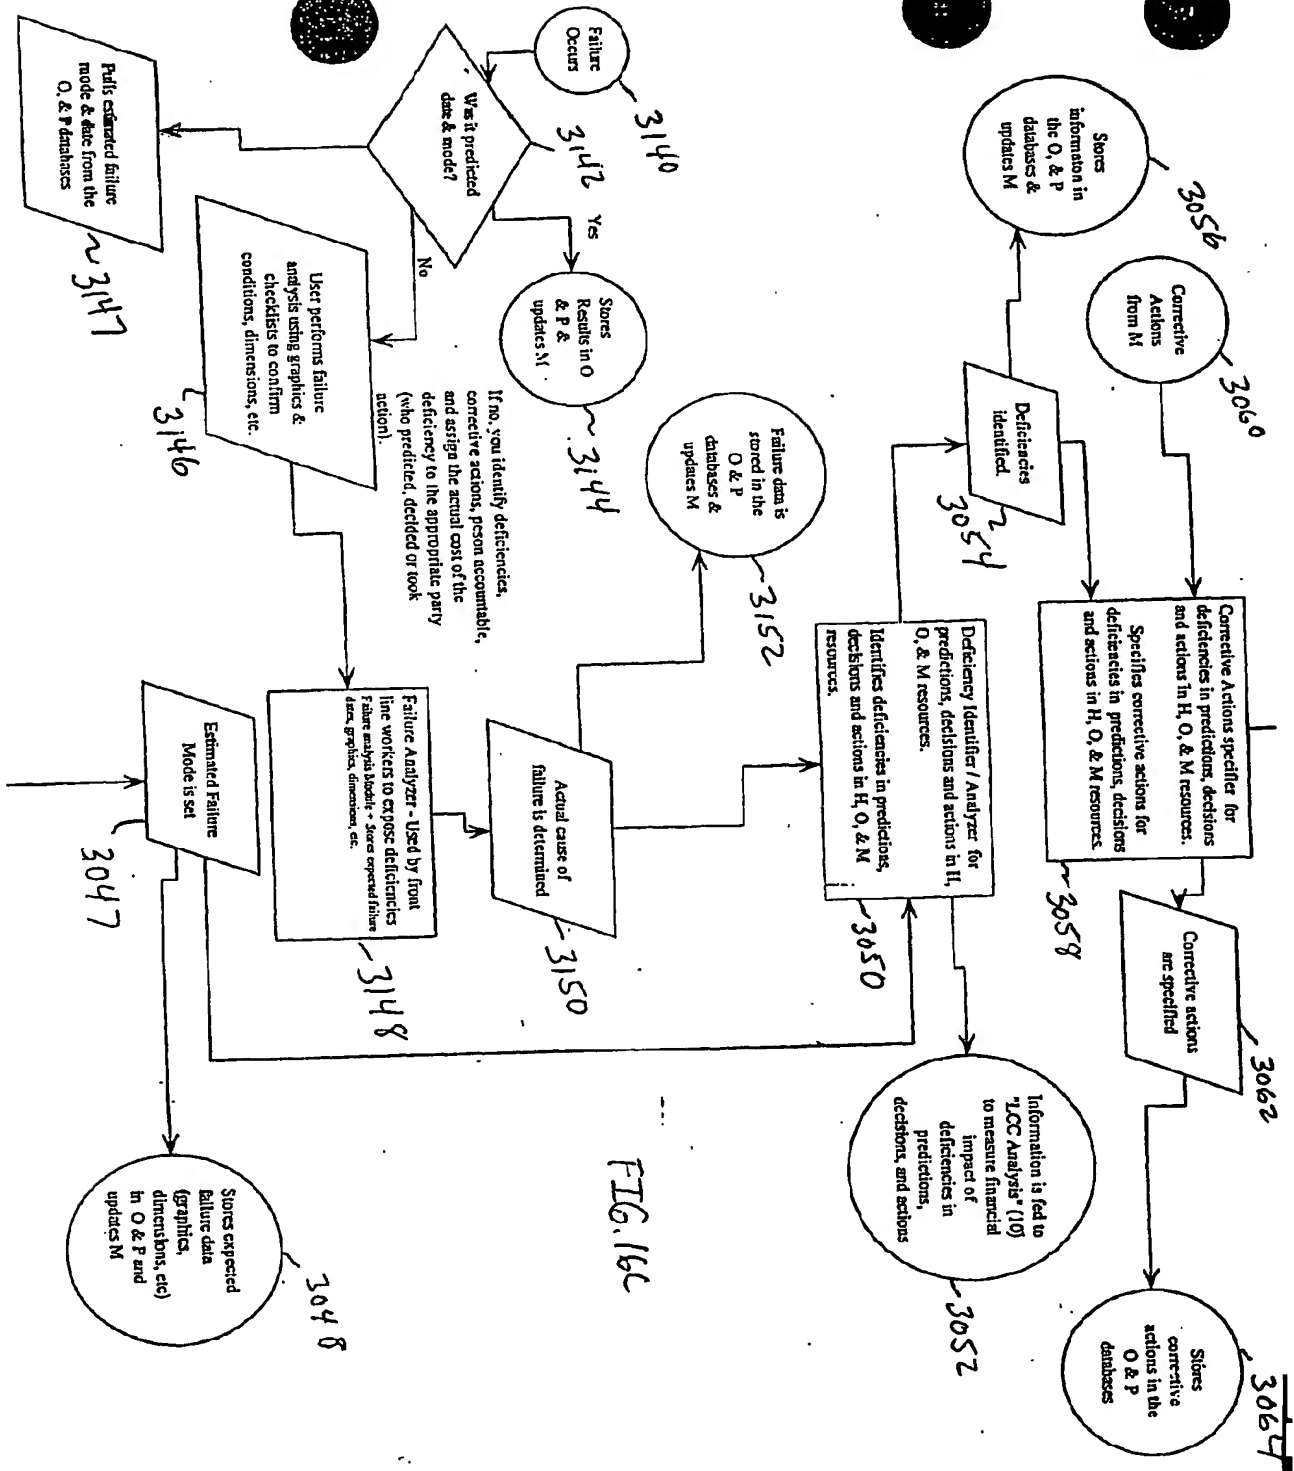 Failure
Occurs
3140
Was it predicted
date & mode?
3142
Yes
No
Stores
Results in O
& P &
updates M
3144
Pulls estimated failure
mode & date from the
O, & P databases
3147
User performs failure
analysis using graphics &
checklists to confirm
conditions, dimensions, etc.
3146
If no, you identify deficiencies,
corrective actions, peson accountable,
and assign the actual cost of the
deficiency to the appropriate party
(who predicted, decided or took
action).
Failure Analyzer - Used by front
line workers to expose deficiencies
Failure analysis Module + Stores expected failure
dates, graphics, dimensions, etc.
3148
Actual cause of
failure is determined
3150
Failure data is
stored in the
O & P
databases &
updates M
3152
Estimated Failure
Mode is set
3047
Stores expected
failure data
(graphics,
dimensions, etc)
in O & P and
updates M
3048
Deficiency Identifier / Analyzer for
predictions, decisions and actions in H,
O, & M resources.
Identifies deficiencies in predictions,
decisions and actions in H, O, & M
resources.
3050
Information is fed to
"LCC Analysis" (10)
to measure financial
impact of
deficiencies in
predictions,
decisions, and actions
3052
Deficiencies
identified.
3054
Stores
informaton in
the O, & P
databases &
updates M
3056
Corrective
Actions
from M
3060
Corrective Actions specifier for
deficiencies in predictions, decisions
and actions in H, O, & M resources.
Specifies corrective actions for
deficiencies in predictions, decisions
and actions in H, O, & M resources.
3058
Corrective actions
are specified
3062
Stores
corrective
actions in the
O & P
databases
3064
FIG. 16C